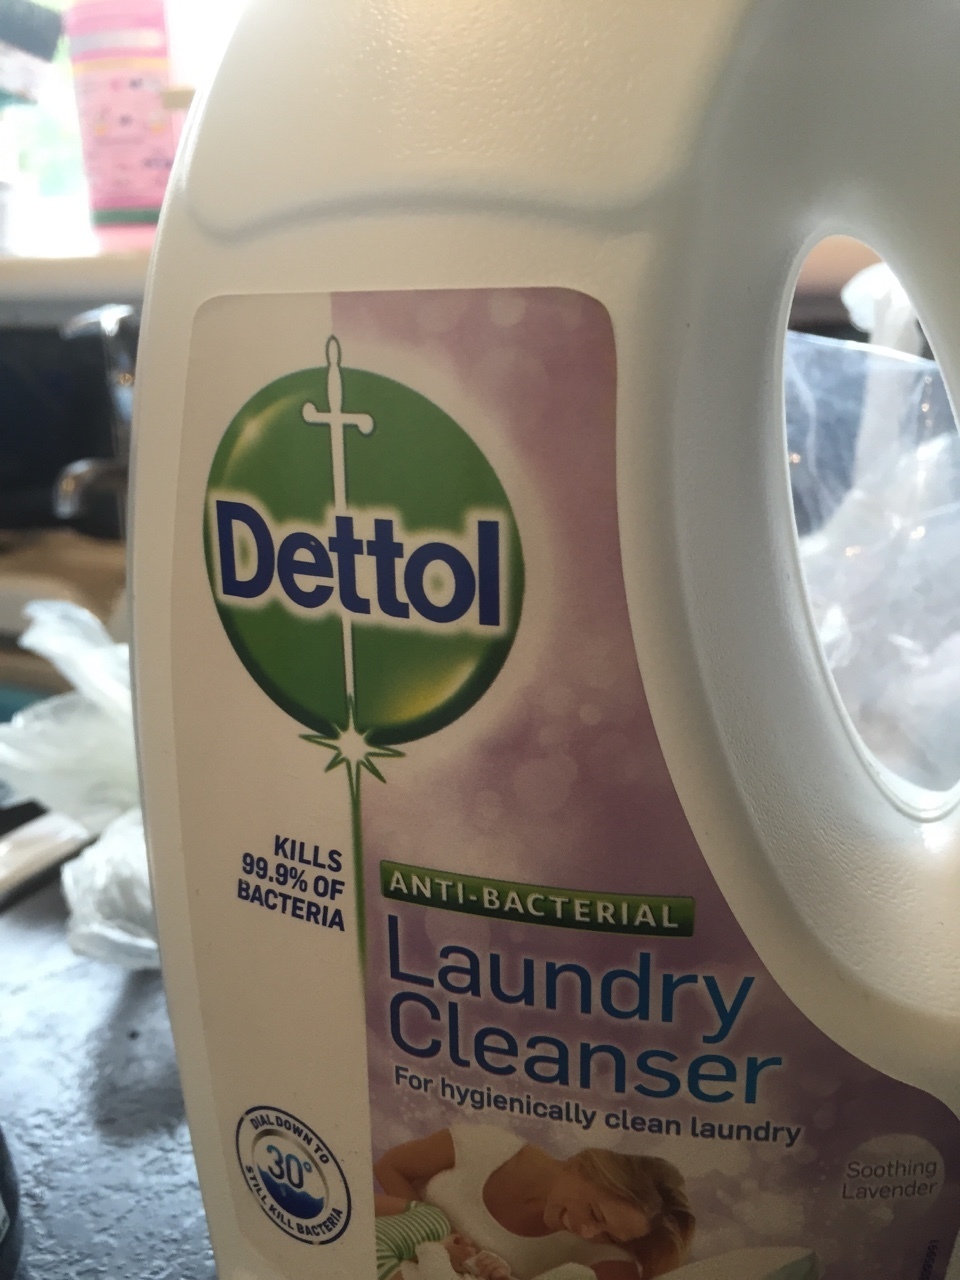 Dettol
KILLS
99.9% OF
BACTERIA
ANTI-BACTERIAL
Laundry
Cleanser
For hygienically clean laundry
DIAL DOWN TO
30°
STILL KILL BACTERIA
Soothing
Lavender